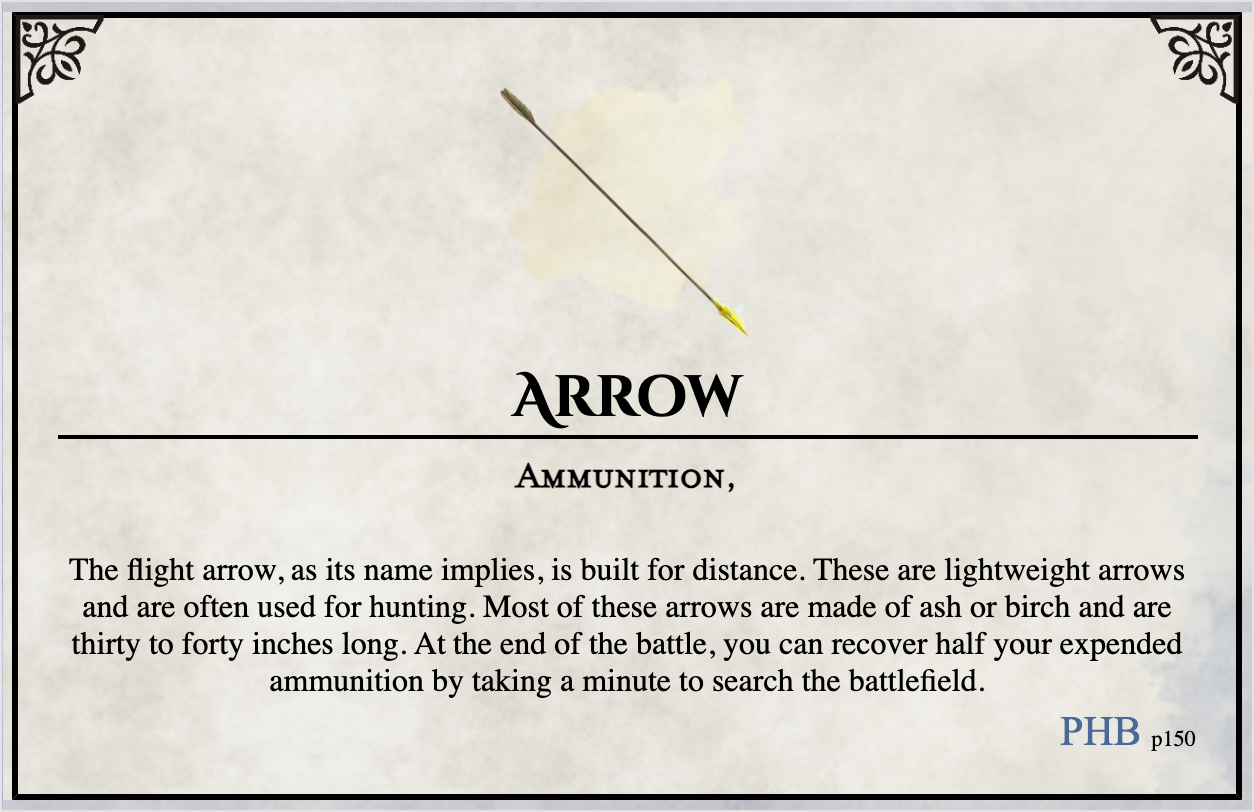 Arrow
Ammunition,
The flight arrow, as its name implies, is built for distance. These are lightweight arrows
and are often used for hunting. Most of these arrows are made of ash or birch and are
thirty to forty inches long. At the end of the battle, you can recover half your expended
ammunition by taking a minute to search the battlefield.
PHB p150